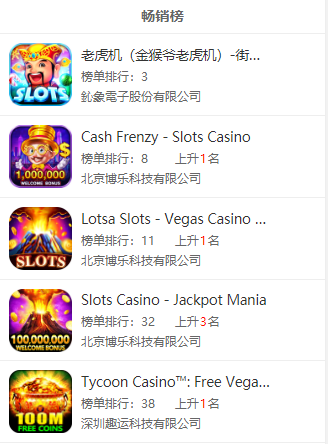 畅销榜
老虎机（金猴爷老虎机）-街...
榜单排行：3
鈊象電子股份有限公司
SLOTS
Cash Frenzy - Slots Casino
榜单排行：8 上升1名
北京博乐科技有限公司
1,000,000
WELCOME BONUS
Lotsa Slots - Vegas Casino ...
榜单排行：11 上升1名
北京博乐科技有限公司
SLOTS
Slots Casino - Jackpot Mania
榜单排行：32 上升3名
北京博乐科技有限公司
100,000,000
WELCOME BONUS
Tycoon Casino™: Free Vega...
榜单排行：38 上升1名
深圳趣运科技有限公司
100M
FREE COINS